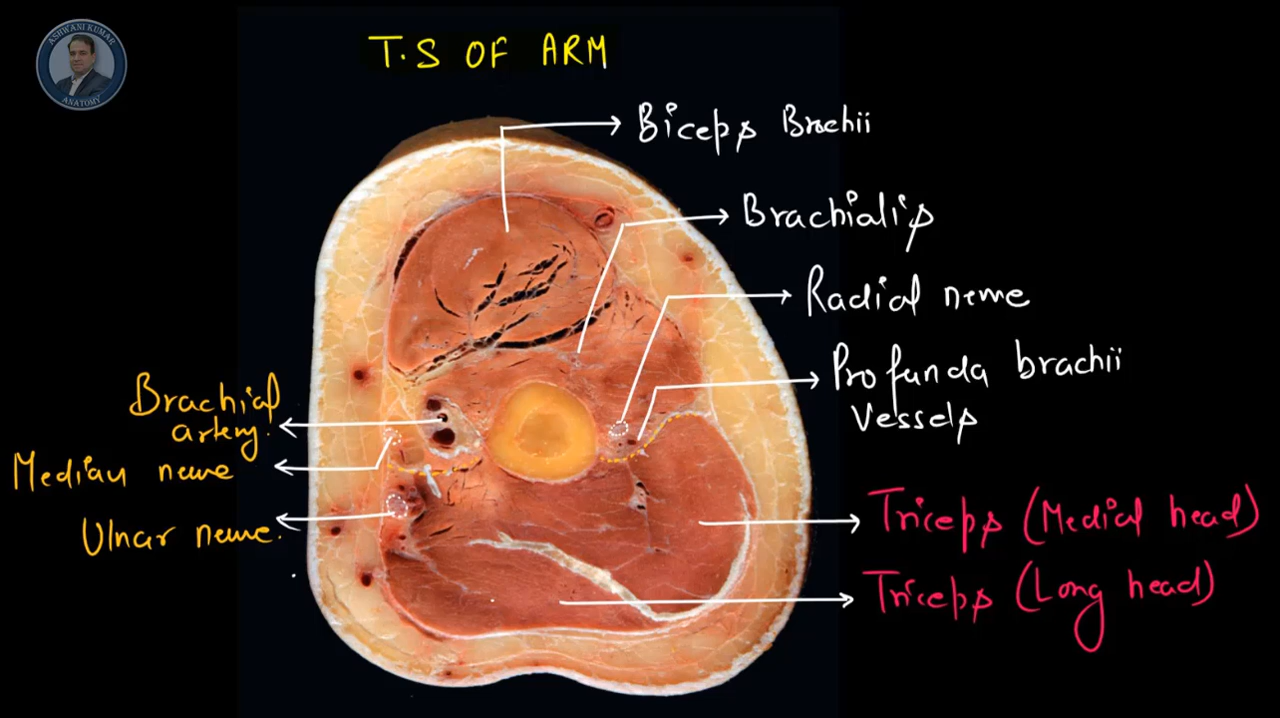 ASHWANI KUMAR
ANATOMY
T.S OF ARM
Biceps Brachii
Brachialis
Radial nerve
Profunda brachii
Vessels
Triceps (Medial head)
Triceps (Long head)
Brachial
artery.
Median nerve
Ulnar nerve.